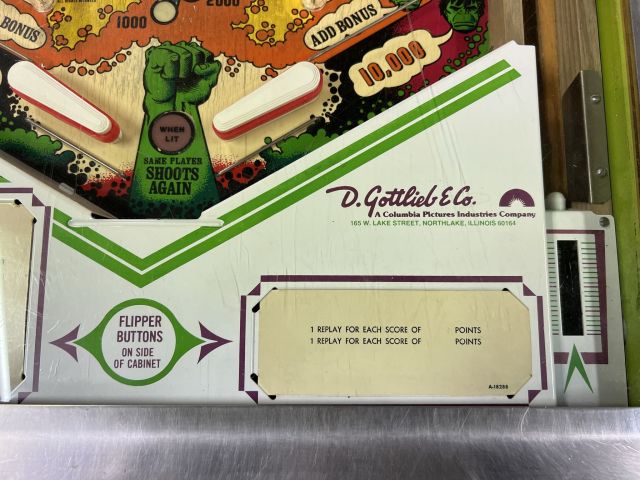 BONUS
1000
2000
ADD BONUS
10,000
WHEN
LIT
SAME PLAYER
SHOOTS
AGAIN
D. Gottlieb & Co.
A Columbia Pictures Industries Company
165 W. LAKE STREET, NORTHLAKE, ILLINOIS 60164
FLIPPER
BUTTONS
ON SIDE
OF CABINET
1 REPLAY FOR EACH SCORE OF POINTS
1 REPLAY FOR EACH SCORE OF POINTS
A-18288